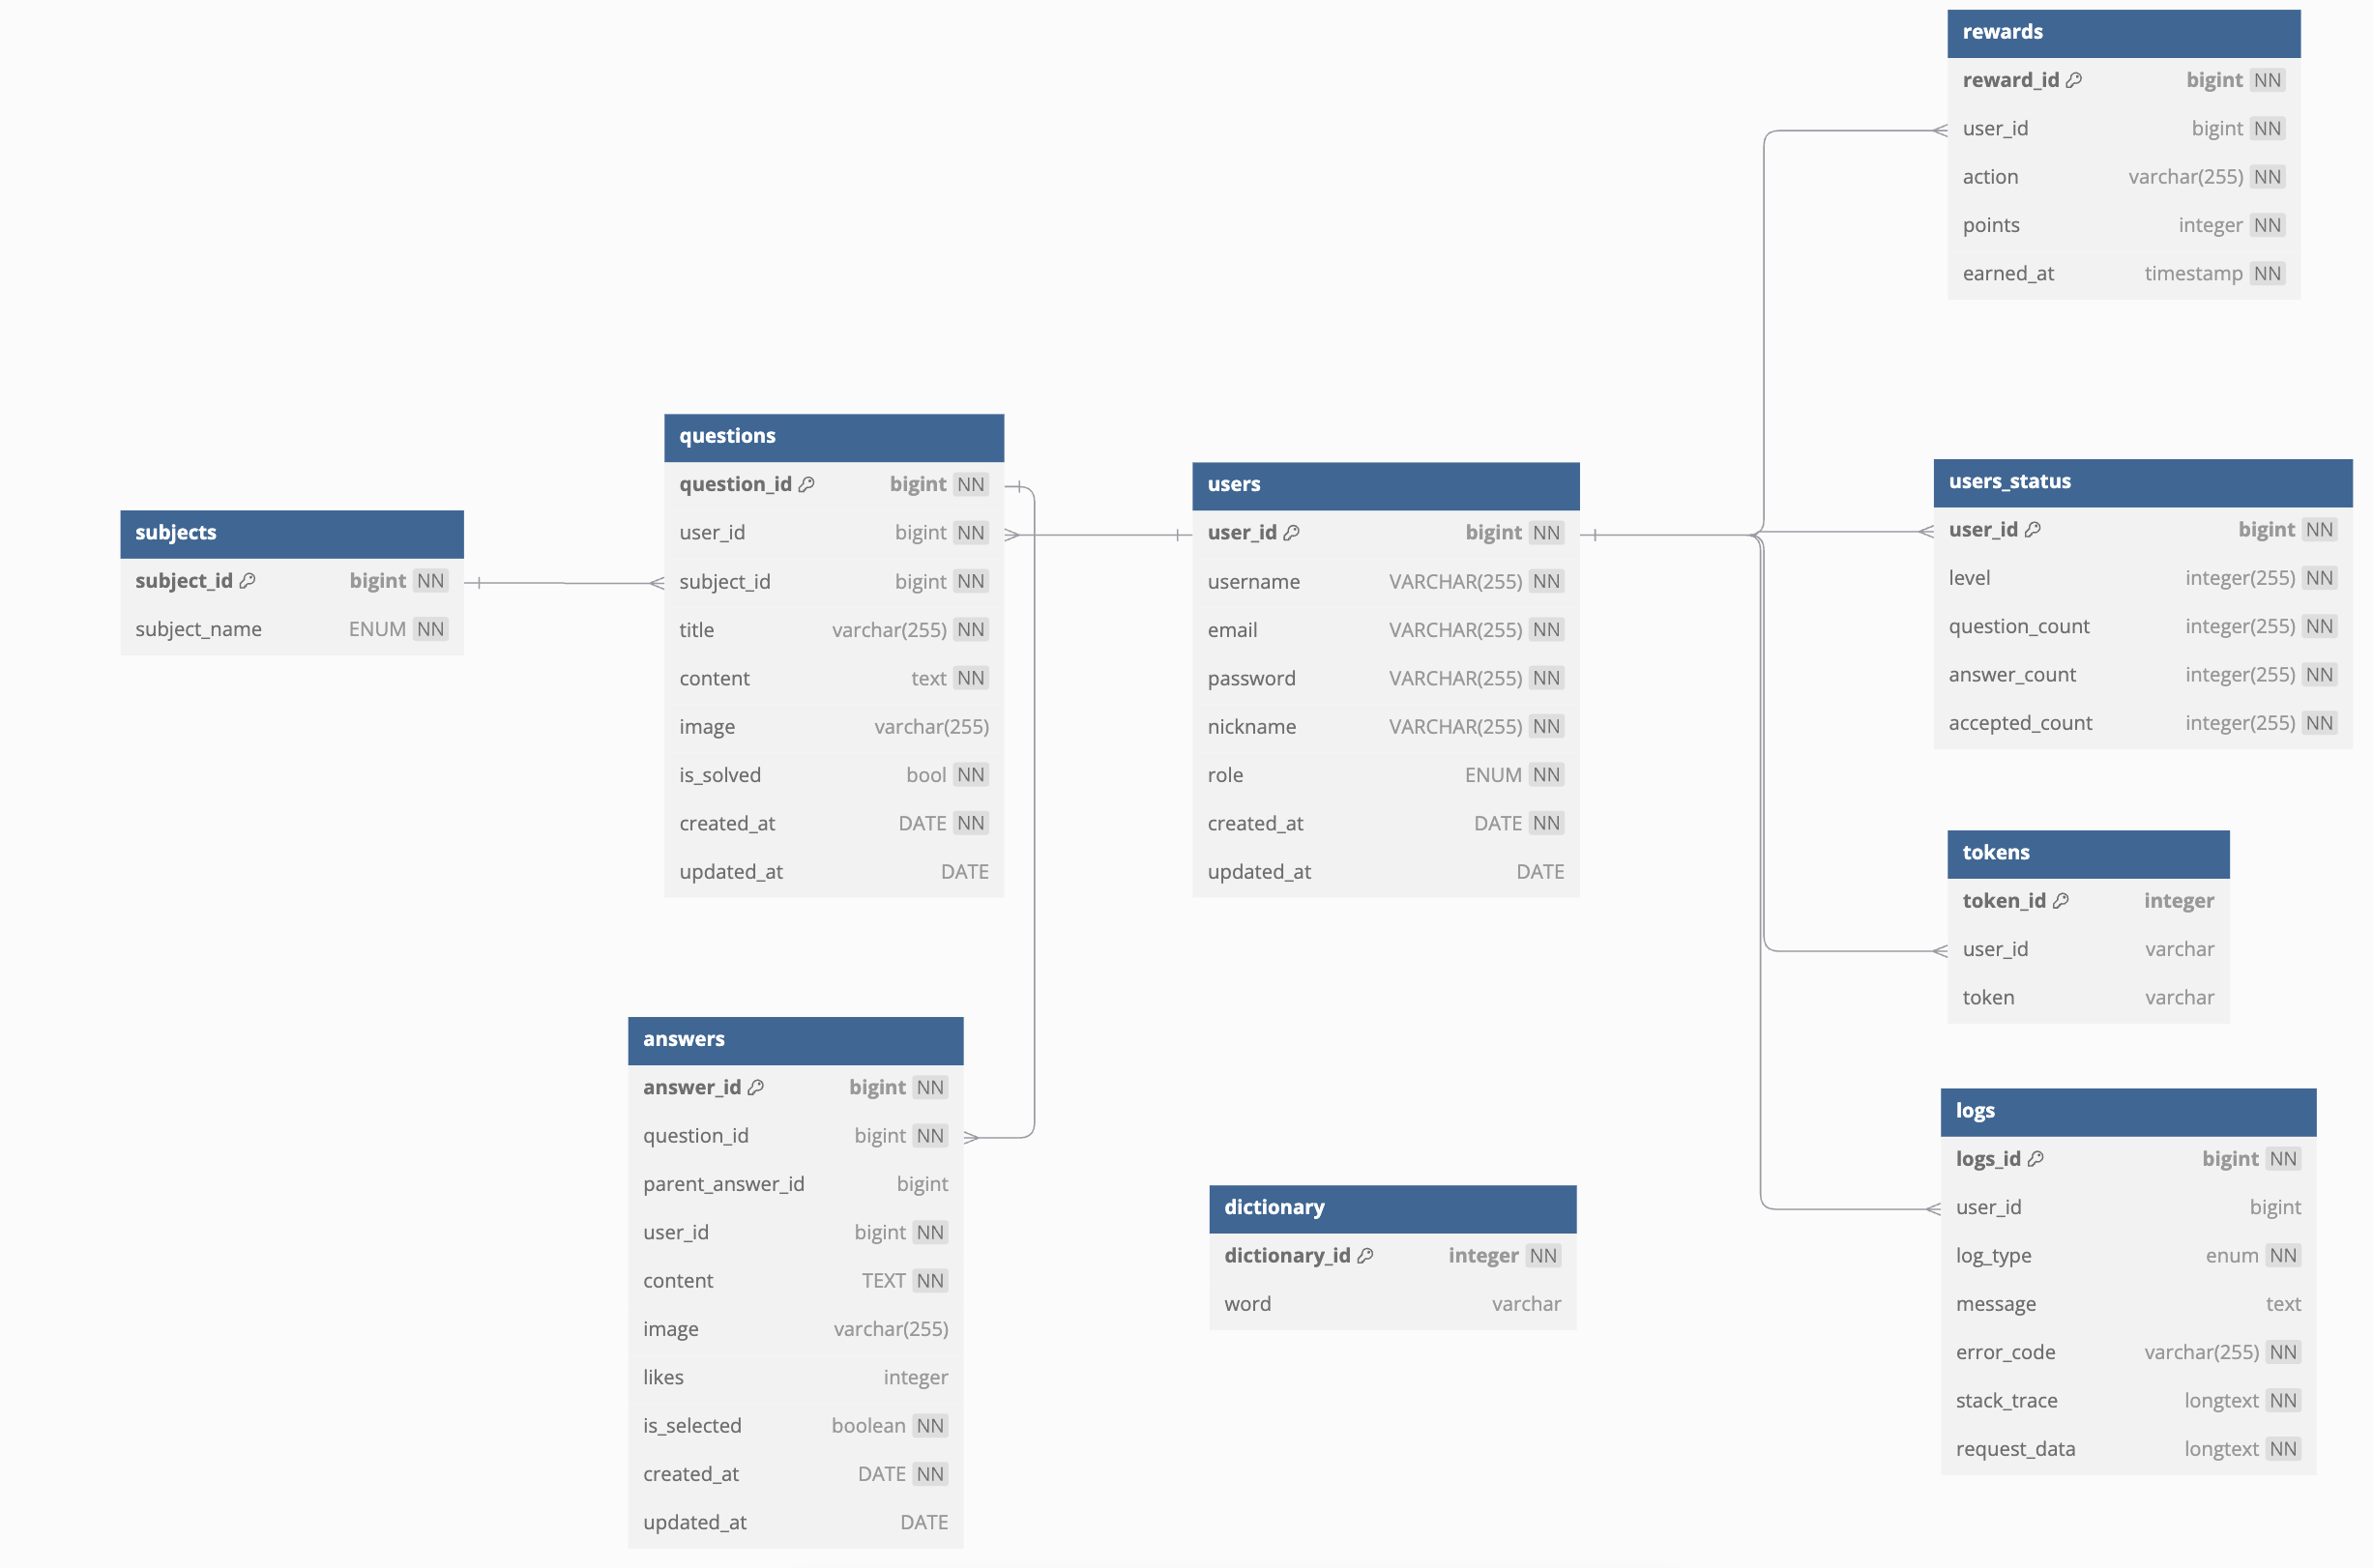 rewards
reward_id bigint NN
user_id bigint NN
action varchar(255) NN
points integer NN
earned_at timestamp NN
questions
question_id bigint NN
user_id bigint NN
subject_id bigint NN
title varchar(255) NN
content text NN
image varchar(255)
is_solved bool NN
created_at DATE NN
updated_at DATE
users
user_id bigint NN
username VARCHAR(255) NN
email VARCHAR(255) NN
password VARCHAR(255) NN
nickname VARCHAR(255) NN
role ENUM NN
created_at DATE NN
updated_at DATE
users_status
user_id bigint NN
level integer(255) NN
question_count integer(255) NN
answer_count integer(255) NN
accepted_count integer(255) NN
subjects
subject_id bigint NN
subject_name ENUM NN
tokens
token_id integer
user_id varchar
token varchar
answers
answer_id bigint NN
question_id bigint NN
parent_answer_id bigint
user_id bigint NN
content TEXT NN
image varchar(255)
likes integer
is_selected boolean NN
created_at DATE NN
updated_at DATE
dictionary
dictionary_id integer NN
word varchar
logs
logs_id bigint NN
user_id bigint
log_type enum NN
message text
error_code varchar(255) NN
stack_trace longtext NN
request_data longtext NN